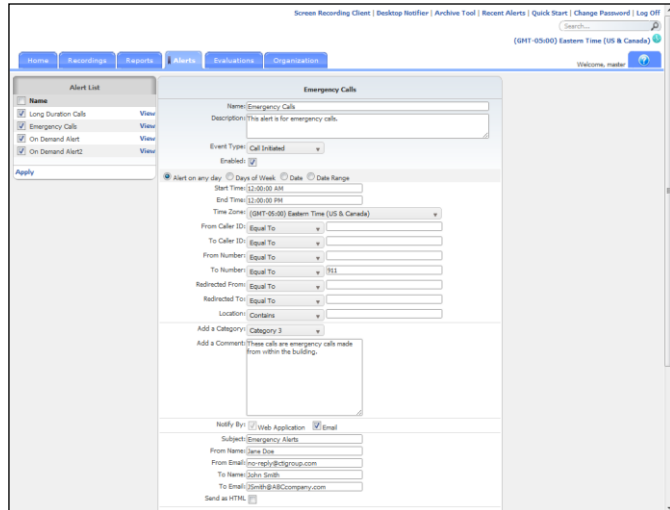 Screen Recording Client | Desktop Notifier | Archive Tool | Recent Alerts | Quick Start | Change Password | Log Off
Search...
(GMT-05:00) Eastern Time (US & Canada)
Home Recordings Reports Alerts Evaluations Organization
Welcome, master
Alert List
Name
Long Duration Calls View
Emergency Calls View
On Demand Alert View
On Demand Alert2 View
Apply
Emergency Calls
Name: Emergency Calls
Description: This alert is for emergency calls.
Event Type: Call Initiated
Enabled:
Alert on any day Days of Week Date Date Range
Start Time: 12:00:00 AM
End Time: 12:00:00 PM
Time Zone: (GMT-05:00) Eastern Time (US & Canada)
From Caller ID: Equal To
To Caller ID: Equal To
From Number: Equal To
To Number: Equal To 911
Redirected From: Equal To
Redirected To: Equal To
Location: Contains
Add a Category: Category 3
Add a Comment: These calls are emergency calls made
from within the building.
Notify By: Web Application Email
Subject: Emergency Alerts
From Name: Jane Doe
From Email: no-reply@ctigroup.com
To Name: John Smith
To Email: JSmith@ABCcompany.com
Send as HTML